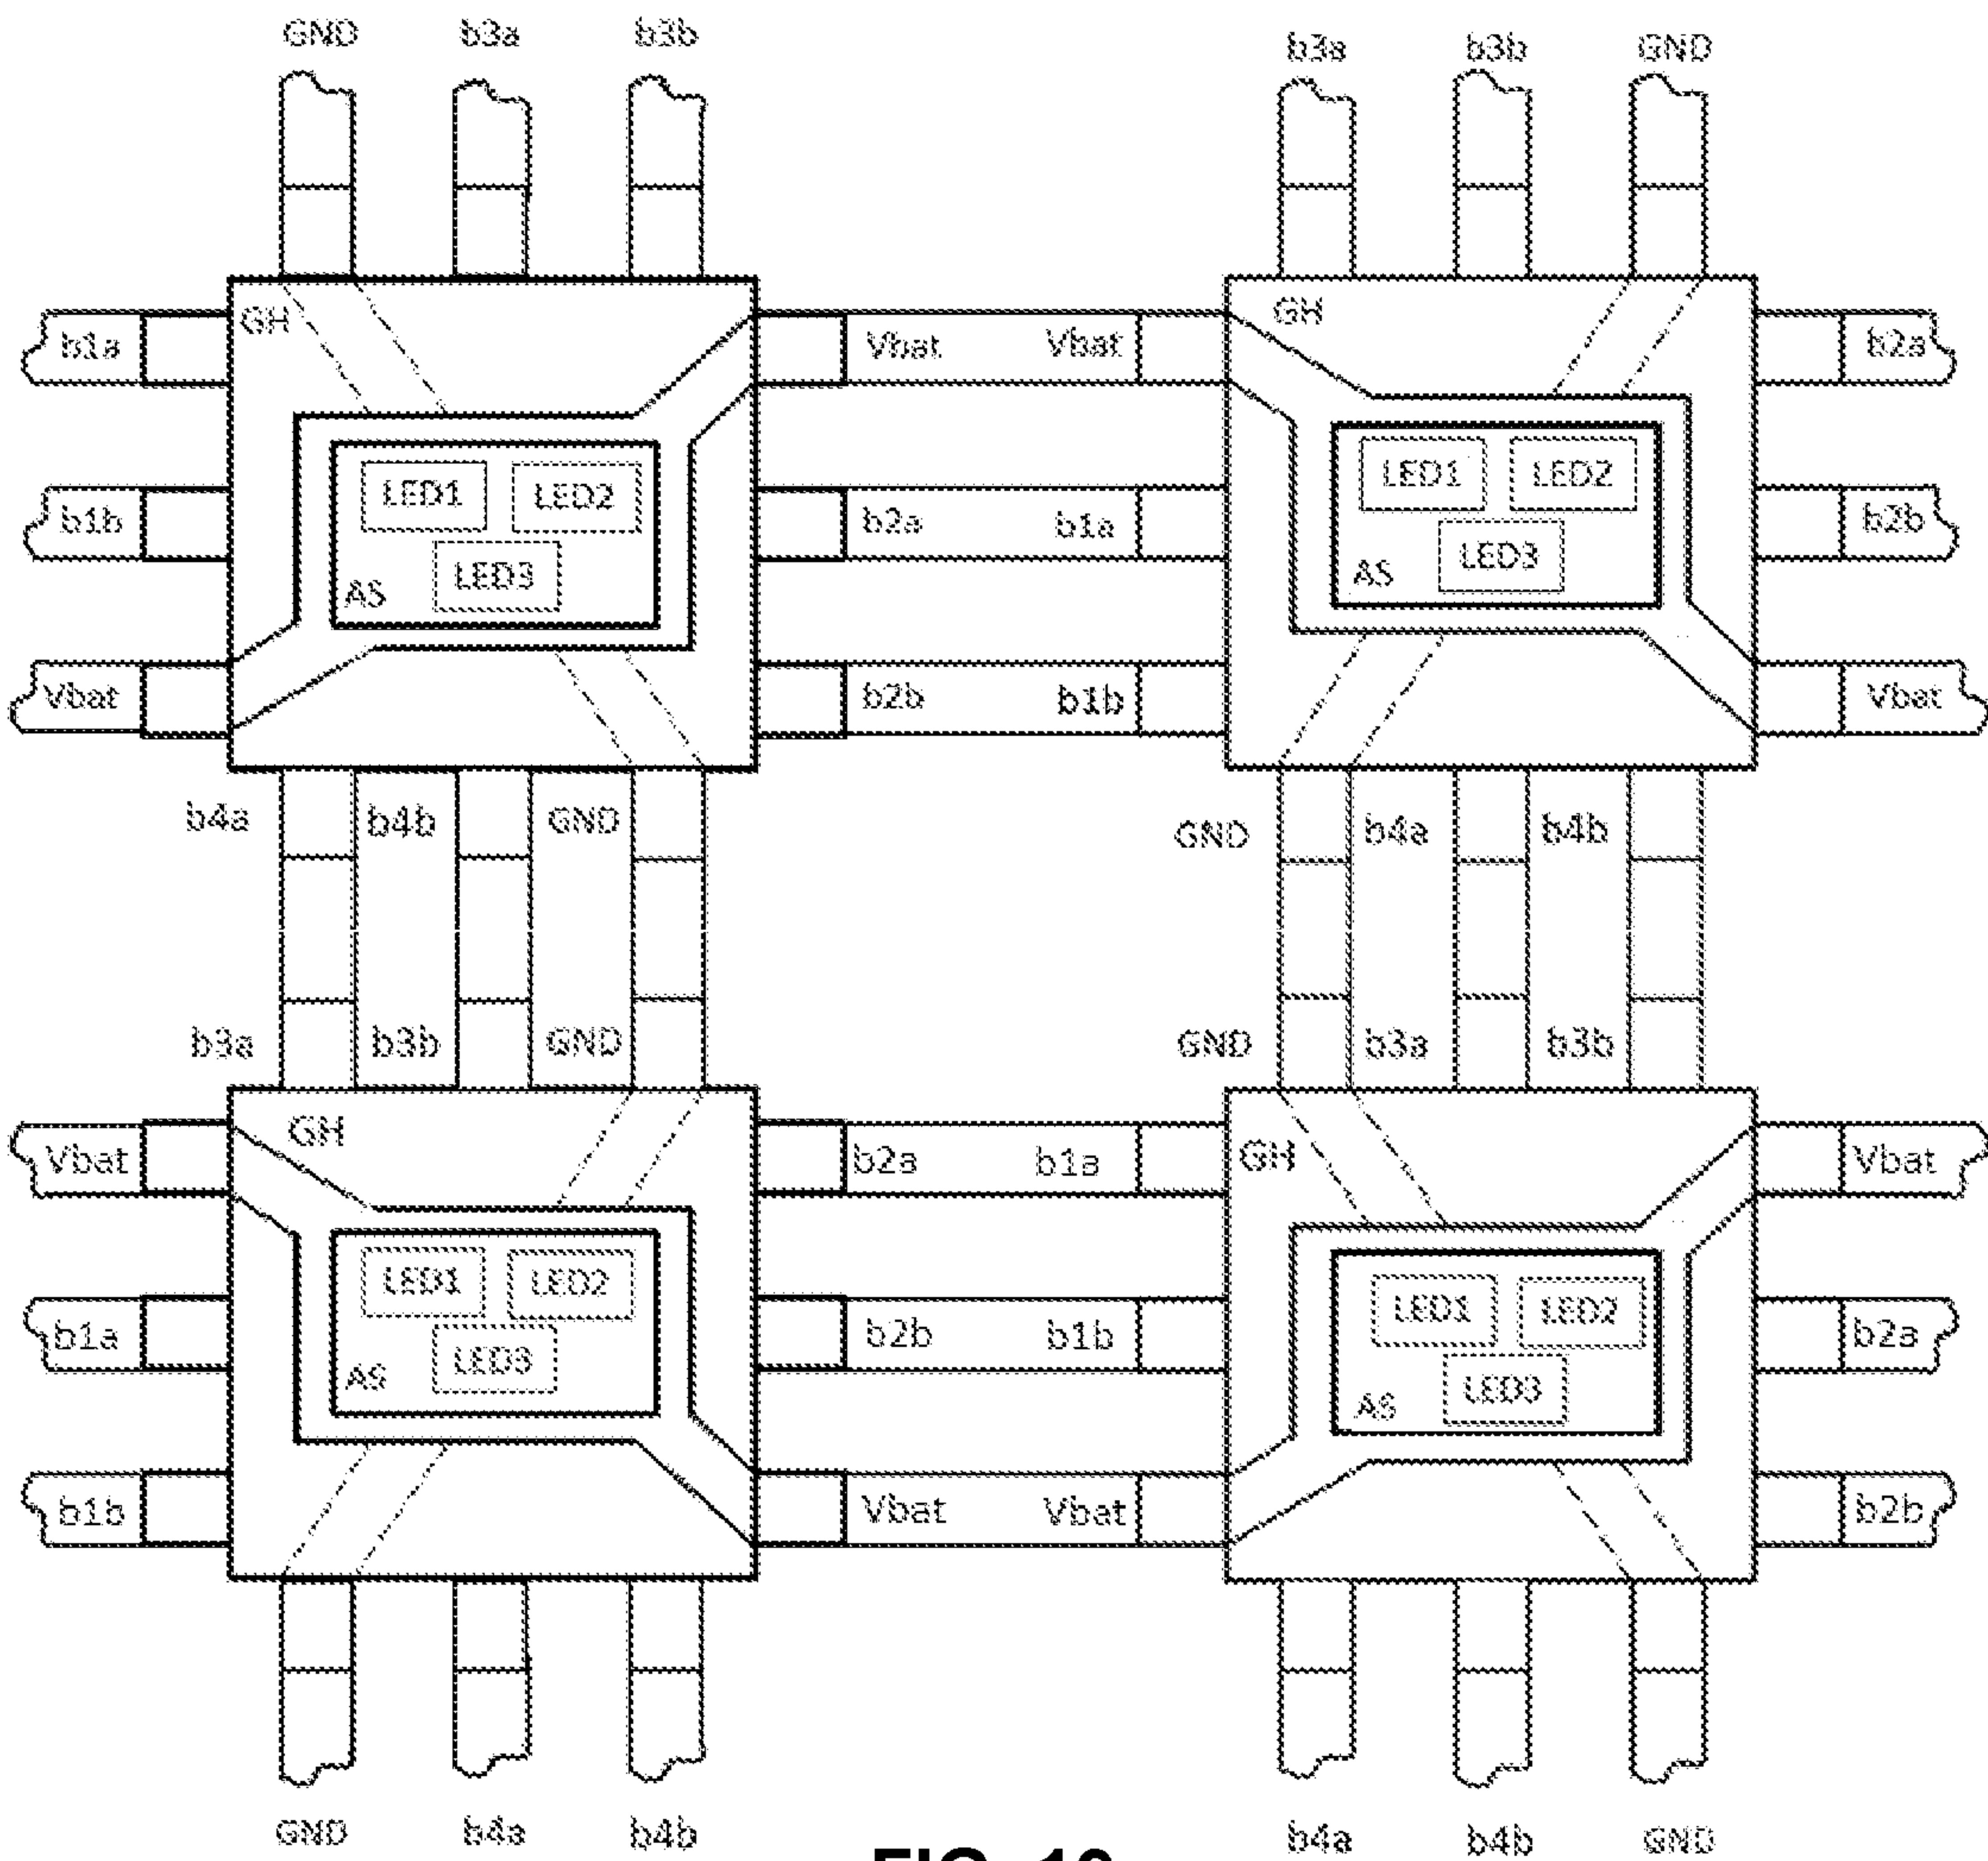 GND b3a b3b b3a b3b GND
GH GH
b1a Vbat Vbat b2a
LED1 LED2 LED1 LED2
b1b b2a b1a b2b
LED3 LED3
AS AS
Vbat b2b b1b Vbat
b4a b4b GND GND b4a b4b
b3a b3b GND GND b3a b3b
GH GH
Vbat b2a b1a Vbat
LED1 LED2 LED1 LED2
b1a b2b b1b b2a
LED3 LED3
AS AS
b1b Vbat Vbat b2b
GND b4a b4b b4a b4b GND